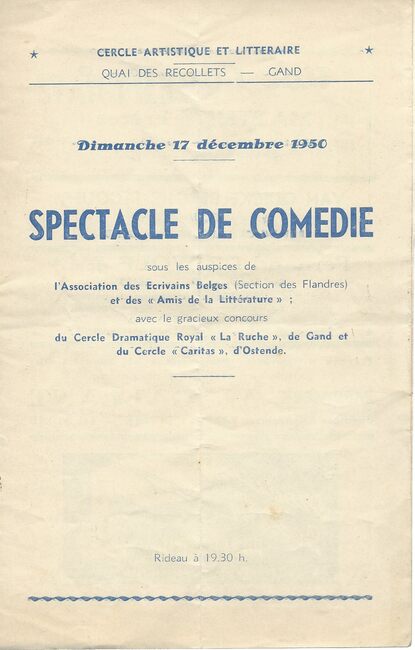 CERCLE ARTISTIQUE ET LITTERAIRE
QUAI DES RECOLLETS — GAND
Dimanche 17 décembre 1950
SPECTACLE DE COMEDIE
sous les auspices de
l'Association des Ecrivains Belges (Section des Flandres)
et des « Amis de la Littérature » ;
avec le gracieux concours
du Cercle Dramatique Royal « La Ruche », de Gand et
du Cercle « Caritas », d'Ostende.
Rideau à 19.30 h.